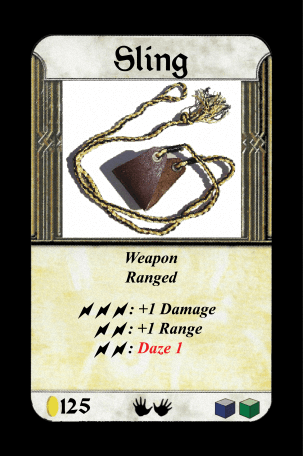 Sling
Weapon
Ranged
: +1 Damage
: +1 Range
: Daze 1
125